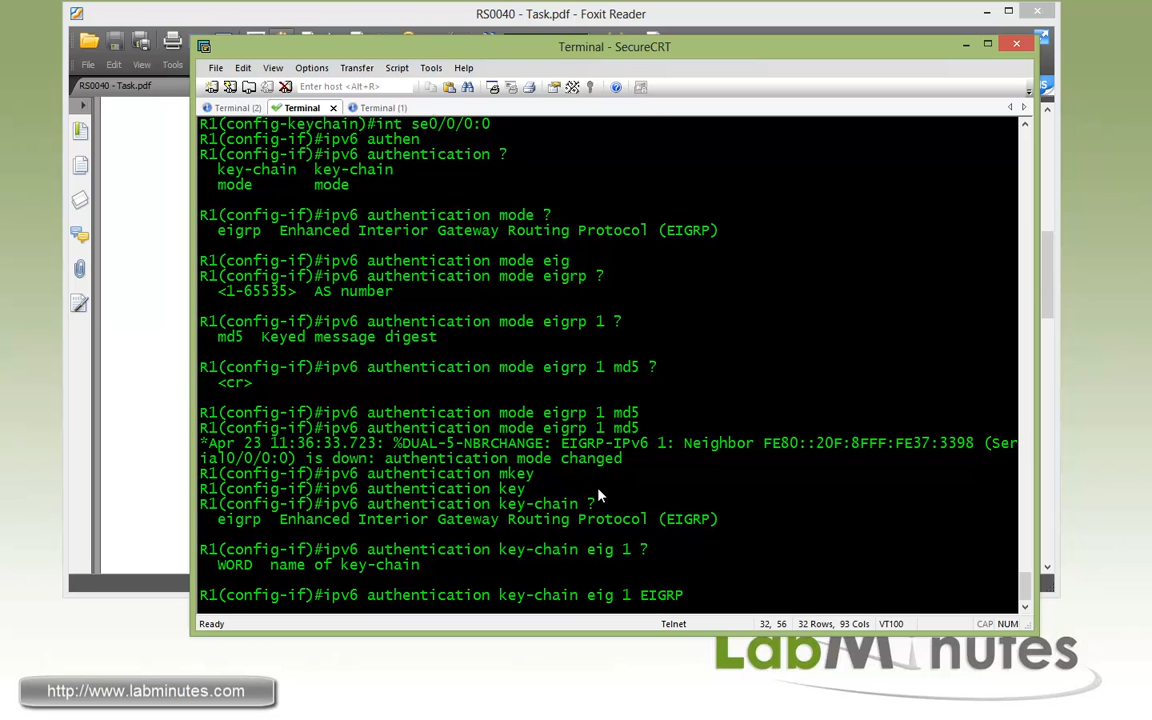 RS0040 - Task.pdf - Foxit Reader
File
Edit
View
Tools
RS0040 - Task.pdf
Terminal - SecureCRT
File Edit View Options Transfer Script Tools Help
Enter host <Alt+R>
Terminal (2) Terminal Terminal (1)
R1(config-keychain)#int se0/0/0:0
R1(config-if)#ipv6 authen
R1(config-if)#ipv6 authentication ?
key-chain key-chain
mode mode
R1(config-if)#ipv6 authentication mode ?
eigrp Enhanced Interior Gateway Routing Protocol (EIGRP)
R1(config-if)#ipv6 authentication mode eig
R1(config-if)#ipv6 authentication mode eigrp ?
<1-65535> AS number
R1(config-if)#ipv6 authentication mode eigrp 1 ?
md5 Keyed message digest
R1(config-if)#ipv6 authentication mode eigrp 1 md5 ?
<cr>
R1(config-if)#ipv6 authentication mode eigrp 1 md5
R1(config-if)#ipv6 authentication mode eigrp 1 md5
*Apr 23 11:36:33.723: %DUAL-5-NBRCHANGE: EIGRP-IPv6 1: Neighbor FE80::20F:8FFF:FE37:3398 (Ser
ial0/0/0:0) is down: authentication mode changed
R1(config-if)#ipv6 authentication mkey
R1(config-if)#ipv6 authentication key
R1(config-if)#ipv6 authentication key-chain ?
eigrp Enhanced Interior Gateway Routing Protocol (EIGRP)
R1(config-if)#ipv6 authentication key-chain eig 1 ?
WORD name of key-chain
R1(config-if)#ipv6 authentication key-chain eig 1 EIGRP
Ready Telnet 32, 56 32 Rows, 93 Cols VT100 CAP NUM
LabMinutes
http://www.labminutes.com